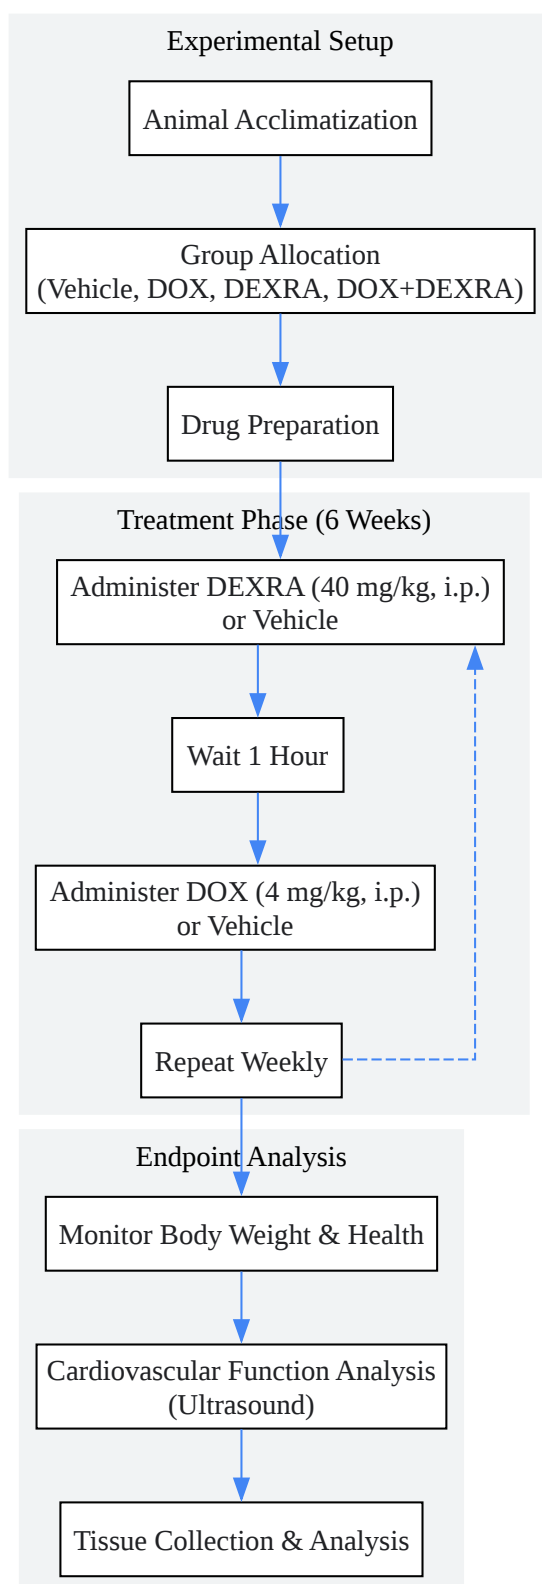 Experimental Setup
Animal Acclimatization
Group Allocation
(Vehicle, DOX, DEXRA, DOX+DEXRA)
Drug Preparation
Treatment Phase (6 Weeks)
Administer DEXRA (40 mg/kg, i.p.)
or Vehicle
Wait 1 Hour
Administer DOX (4 mg/kg, i.p.)
or Vehicle
Repeat Weekly
Endpoint Analysis
Monitor Body Weight & Health
Cardiovascular Function Analysis
(Ultrasound)
Tissue Collection & Analysis